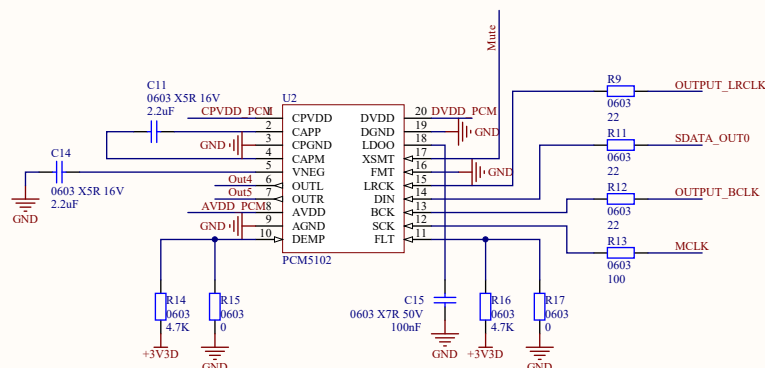 Mute
C11
0603 X5R 16V
2.2uF
U2
R9
0603
22
OUTPUT_LRCLK
CPVDD_PCM
1
CPVDD
DVDD
20
DVDD_PCM
2
CAPP
DGND
19
GND
GND
3
CPGND
LDOO
18
R11
0603
22
SDATA_OUT0
4
CAPM
XSMT
17
C14
0603 X5R 16V
2.2uF
GND
5
VNEG
FMT
16
GND
Out4
6
OUTL
LRCK
15
Out5
7
OUTR
DIN
14
R12
0603
22
OUTPUT_BCLK
AVDD_PCM
8
AVDD
BCK
13
GND
9
AGND
SCK
12
10
DEMP
FLT
11
PCM5102
R13
0603
100
MCLK
R14
0603
4.7K
+3V3D
R15
0603
0
GND
C15
0603 X7R 50V
100nF
GND
R16
0603
4.7K
+3V3D
R17
0603
0
GND